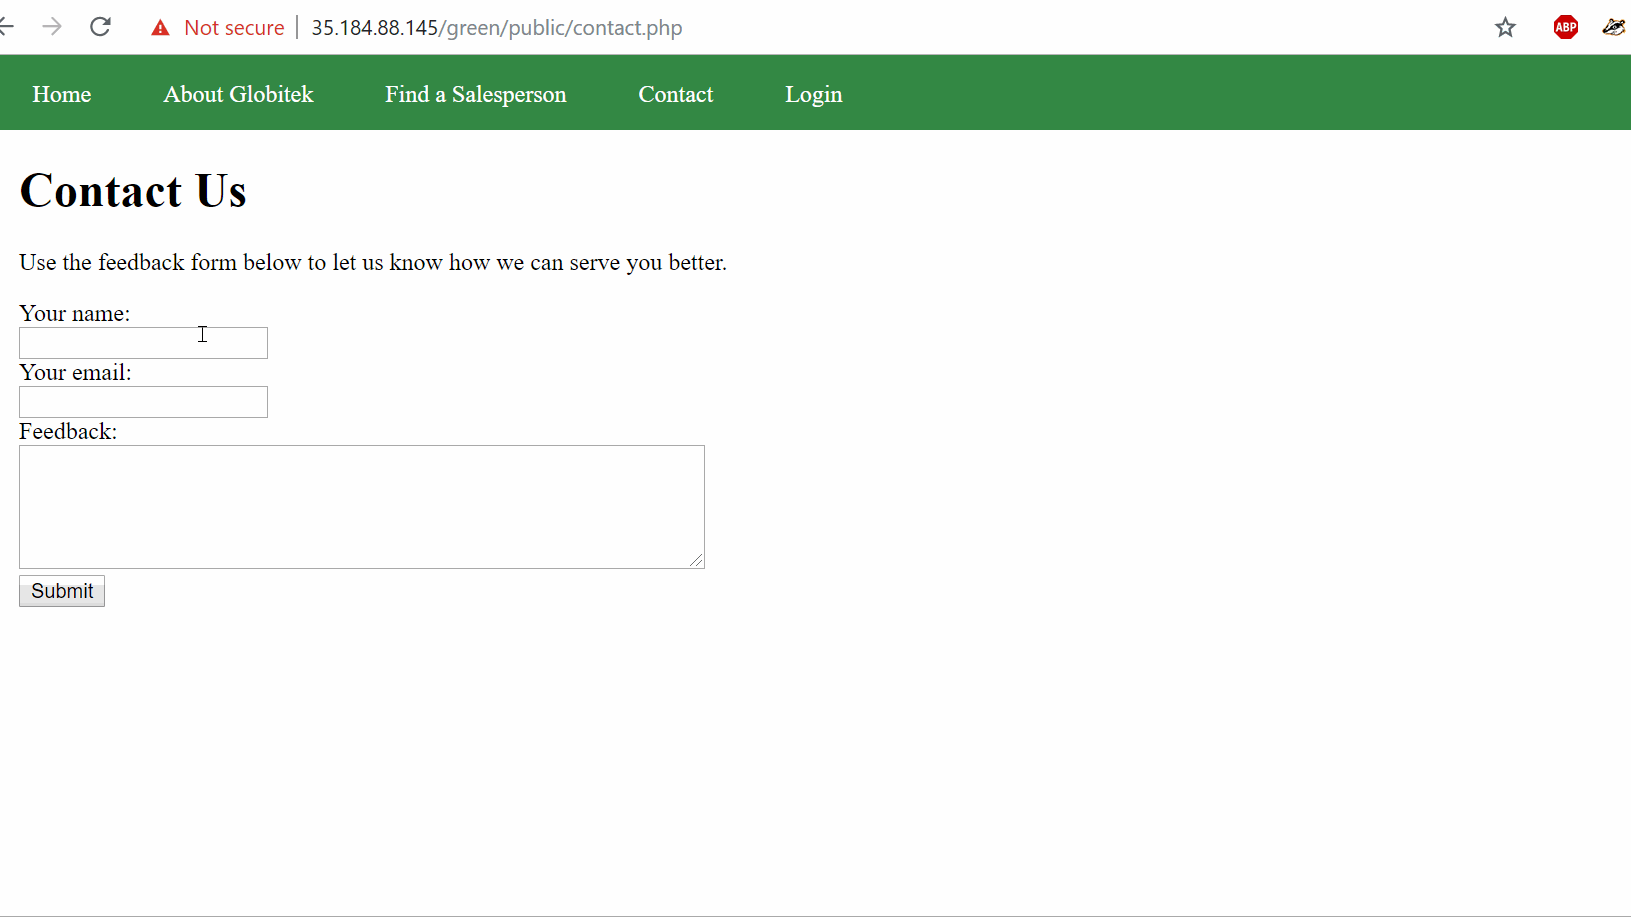 Not secure 35.184.88.145/green/public/contact.php ABP
Home About Globitek Find a Salesperson Contact Login
Contact Us
Use the feedback form below to let us know how we can serve you better.
Your name:
Your email:
Feedback:
Submit